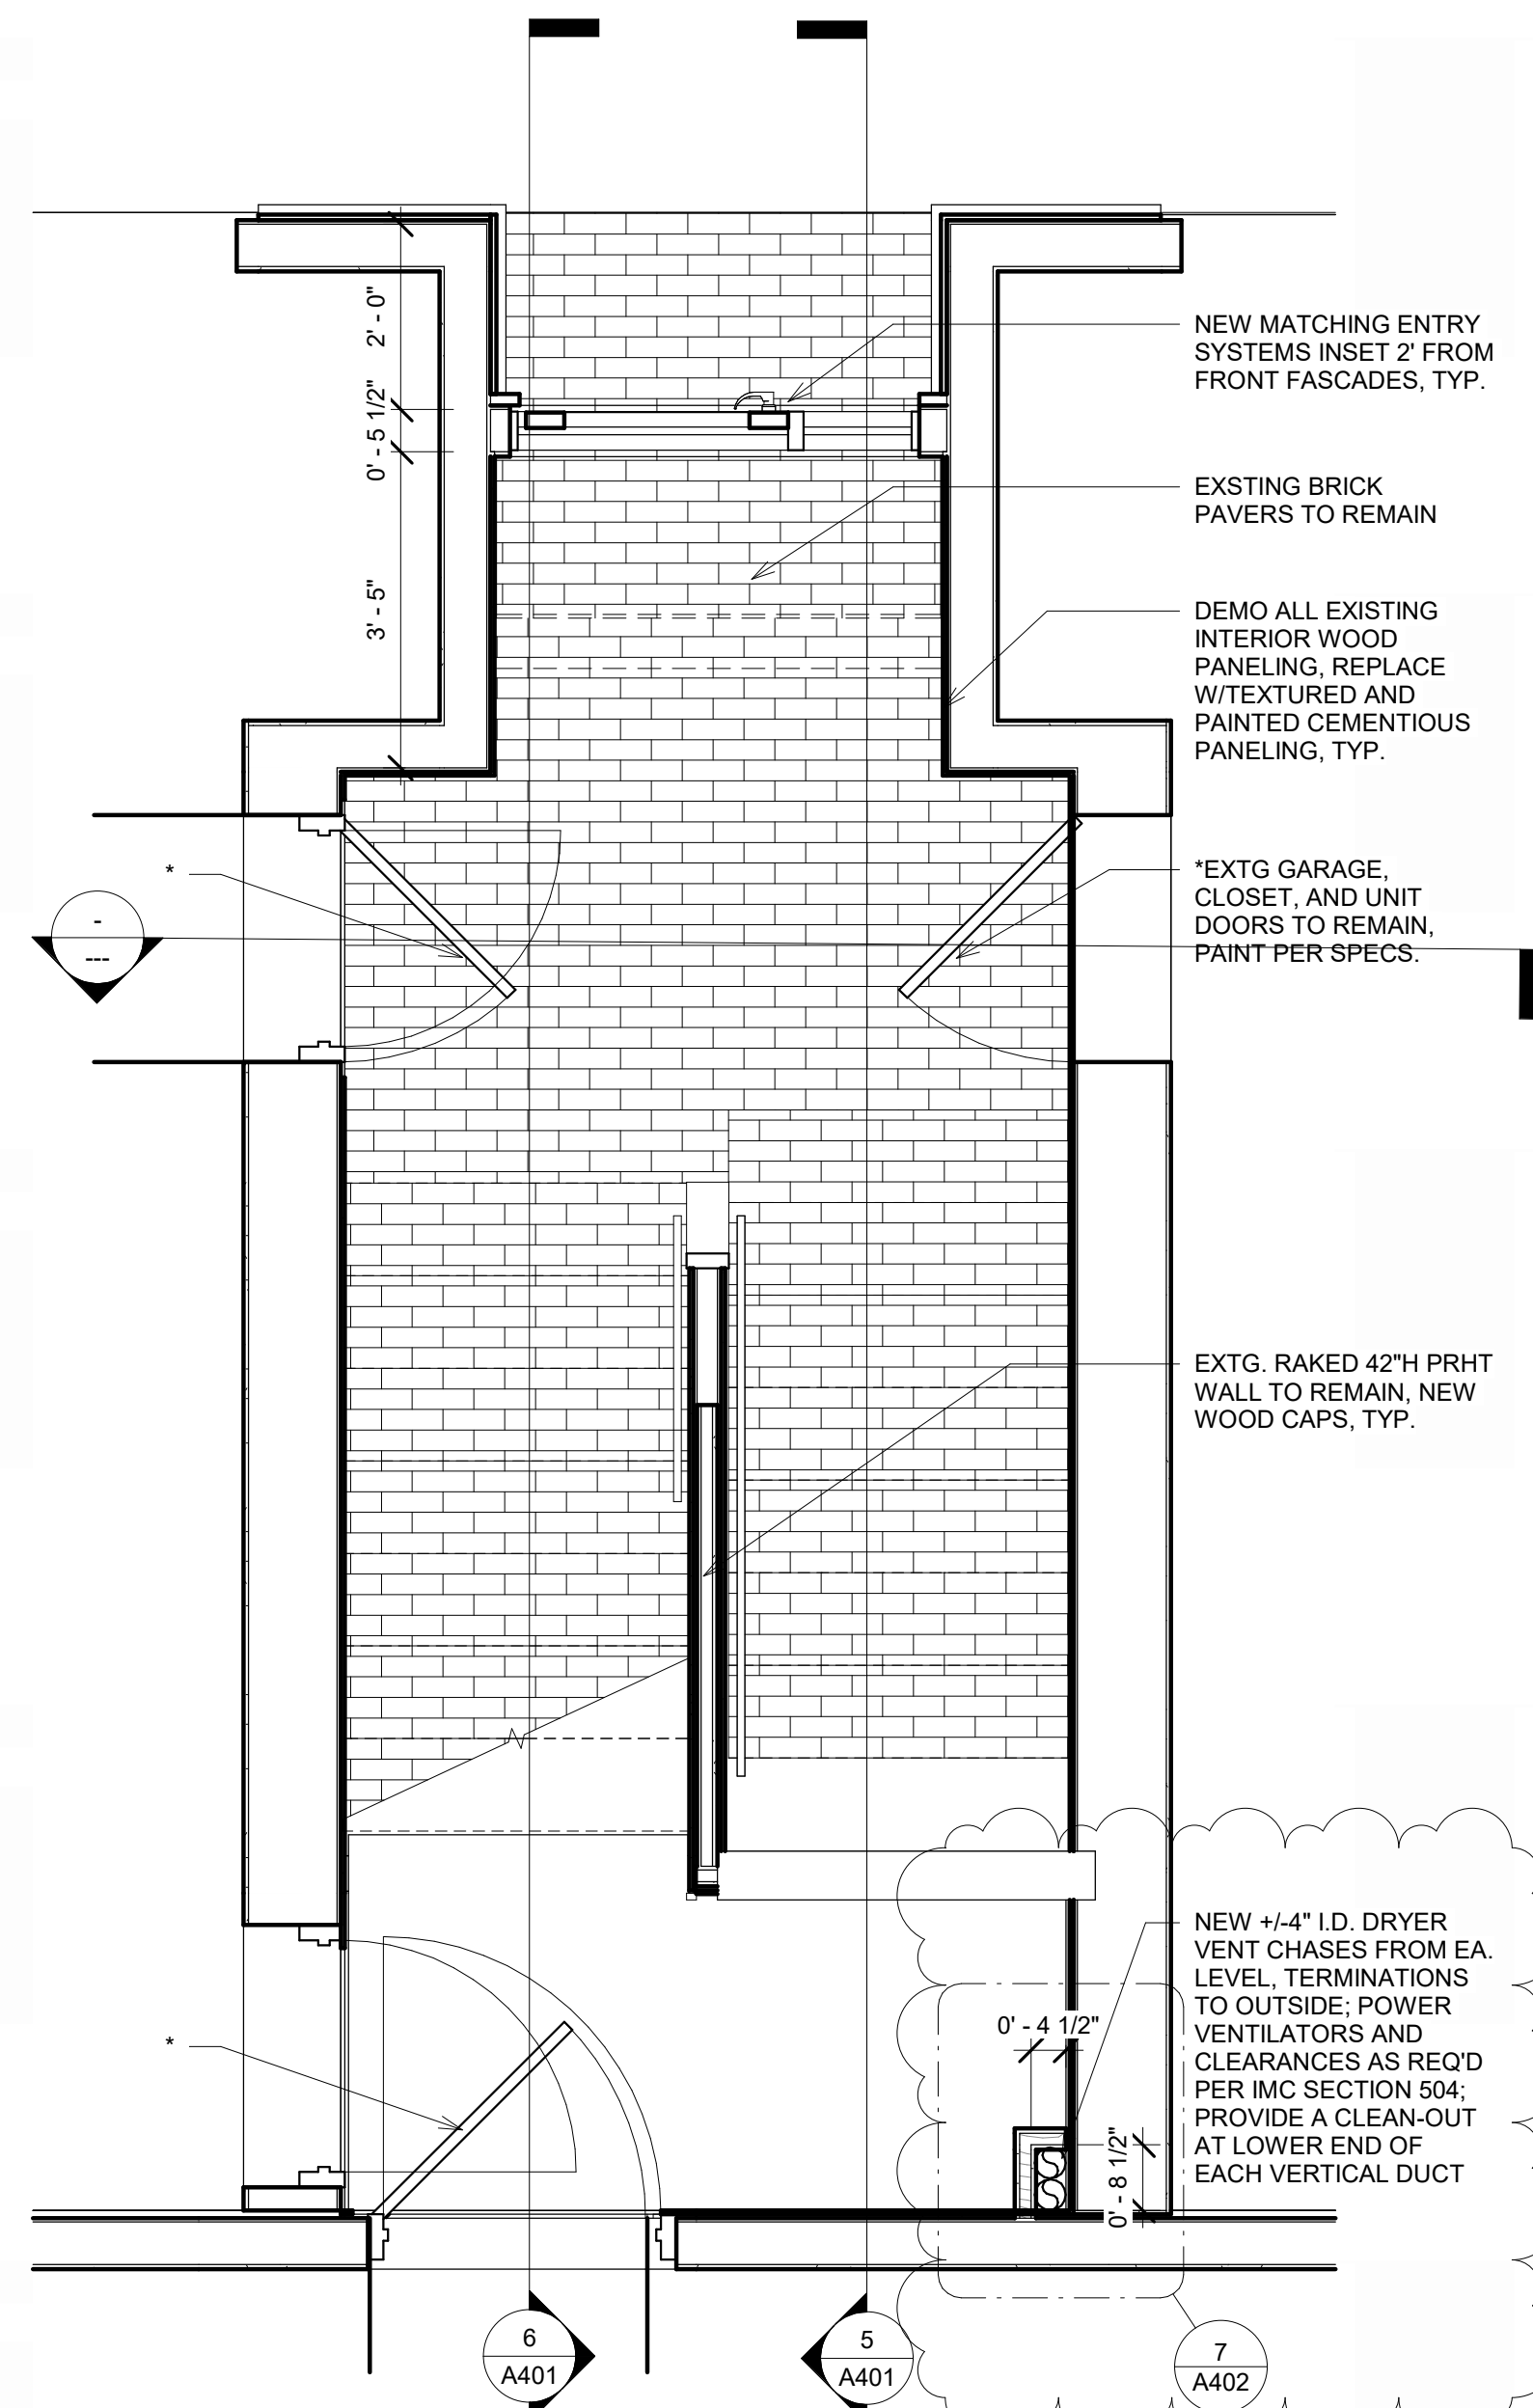 2' - 0"
0' - 5 1/2"
3' - 5"
NEW MATCHING ENTRY
SYSTEMS INSET 2' FROM
FRONT FASCADES, TYP.
EXSTING BRICK
PAVERS TO REMAIN
DEMO ALL EXISTING
INTERIOR WOOD
PANELING, REPLACE
W/TEXTURED AND
PAINTED CEMENTIOUS
PANELING, TYP.
*
-
---
*EXTG GARAGE,
CLOSET, AND UNIT
DOORS TO REMAIN,
PAINT PER SPECS.
EXTG. RAKED 42"H PRHT
WALL TO REMAIN, NEW
WOOD CAPS, TYP.
NEW +/-4" I.D. DRYER
VENT CHASES FROM EA.
LEVEL, TERMINATIONS
TO OUTSIDE; POWER
VENTILATORS AND
CLEARANCES AS REQ'D
PER IMC SECTION 504;
PROVIDE A CLEAN-OUT
AT LOWER END OF
EACH VERTICAL DUCT
*
0' - 4 1/2"
0' - 8 1/2"
6
A401
5
A401
7
A402